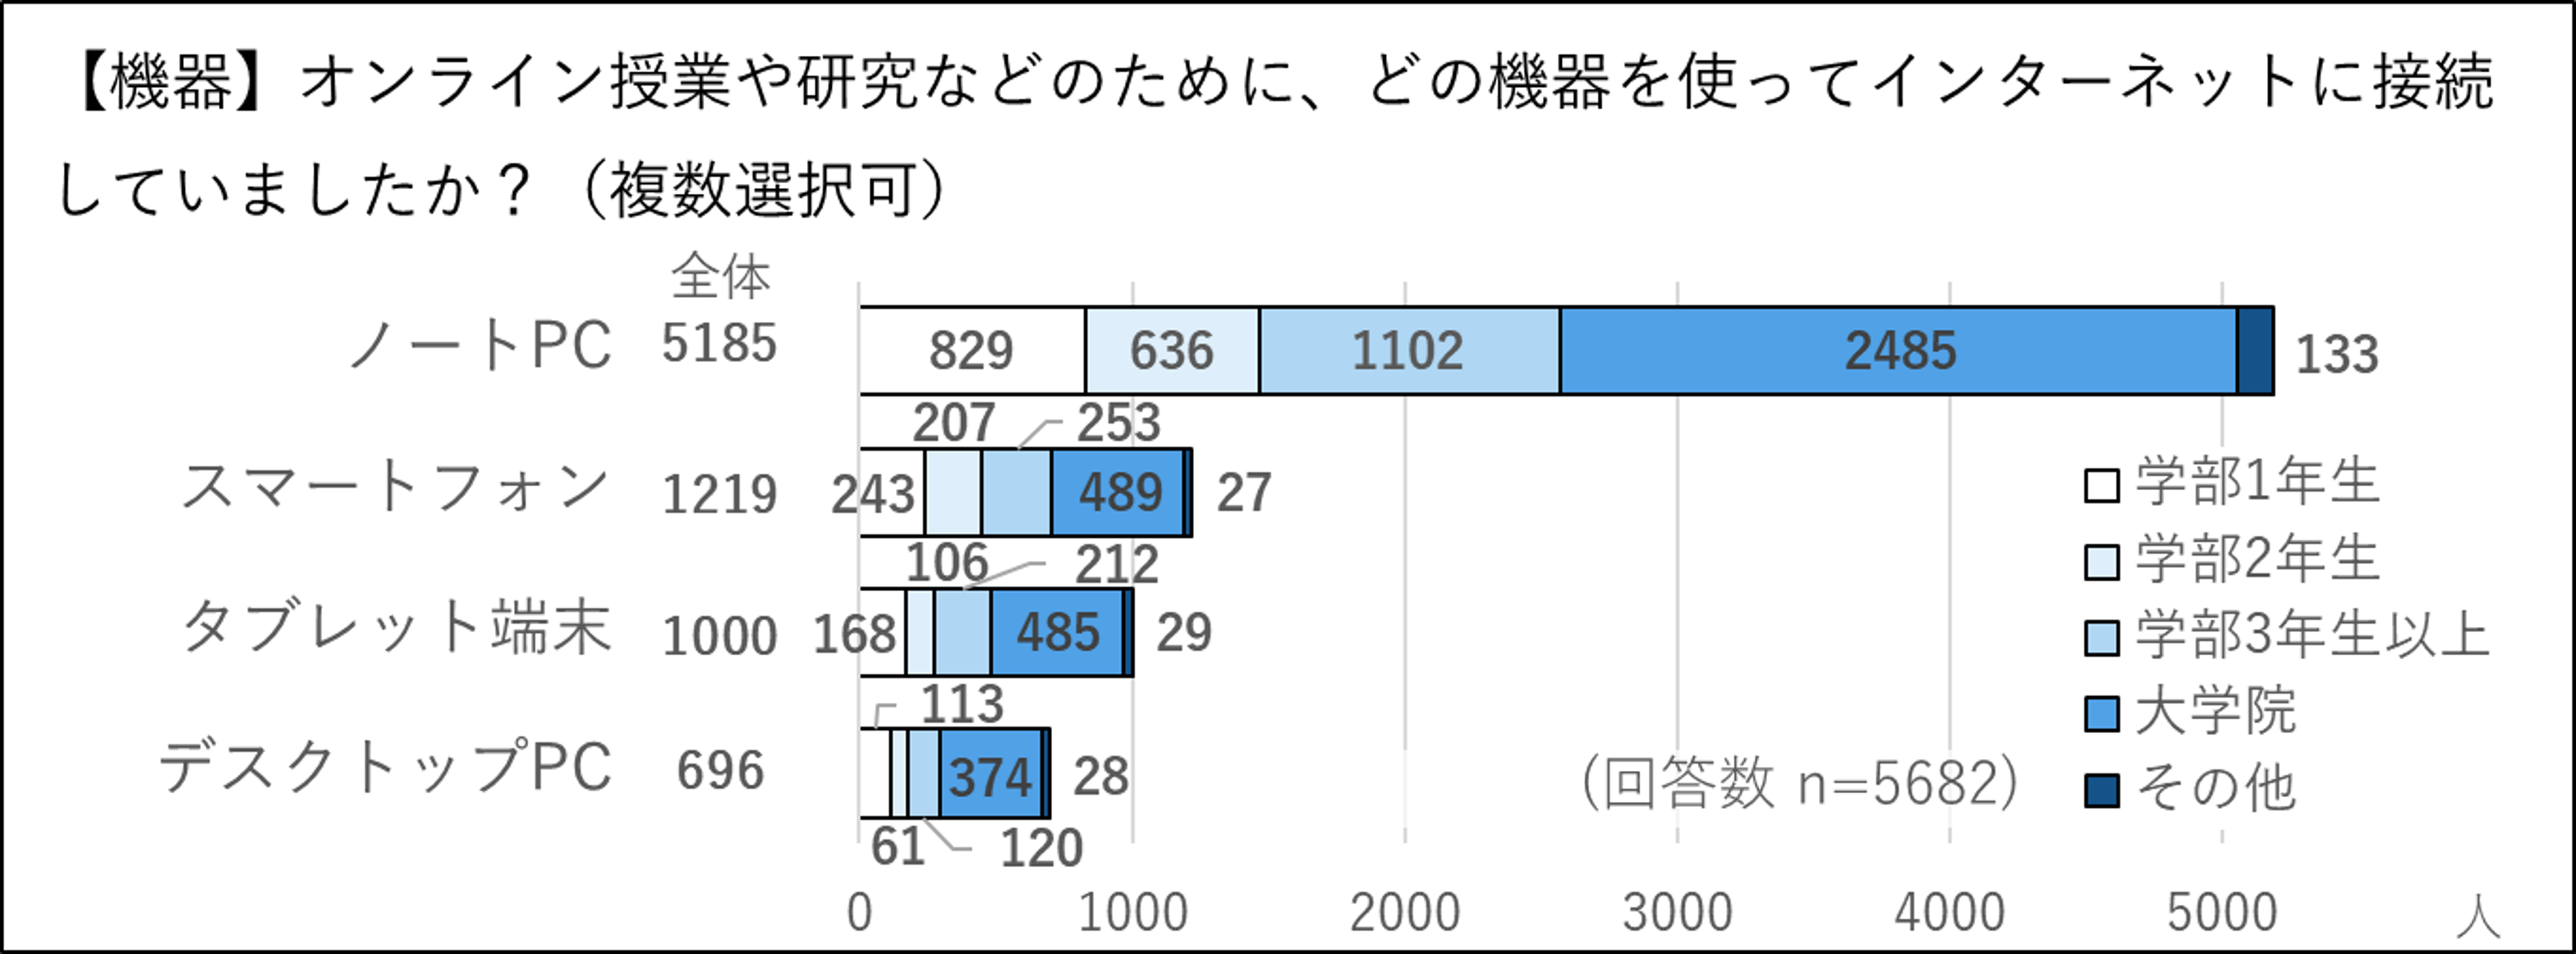 【機器】オンライン授業や研究などのために、どの機器を使ってインターネットに接続
していましたか？（複数選択可）
全体
ノートPC 5185 829 636 1102 2485 133
207 253
スマートフォン 1219 243 489 27
106 212
タブレット端末 1000 168 485 29
113
デスクトップPC 696 374 28
61 120
学部1年生
学部2年生
学部3年生以上
大学院
その他
（回答数 n=5682）
0 1000 2000 3000 4000 5000 人